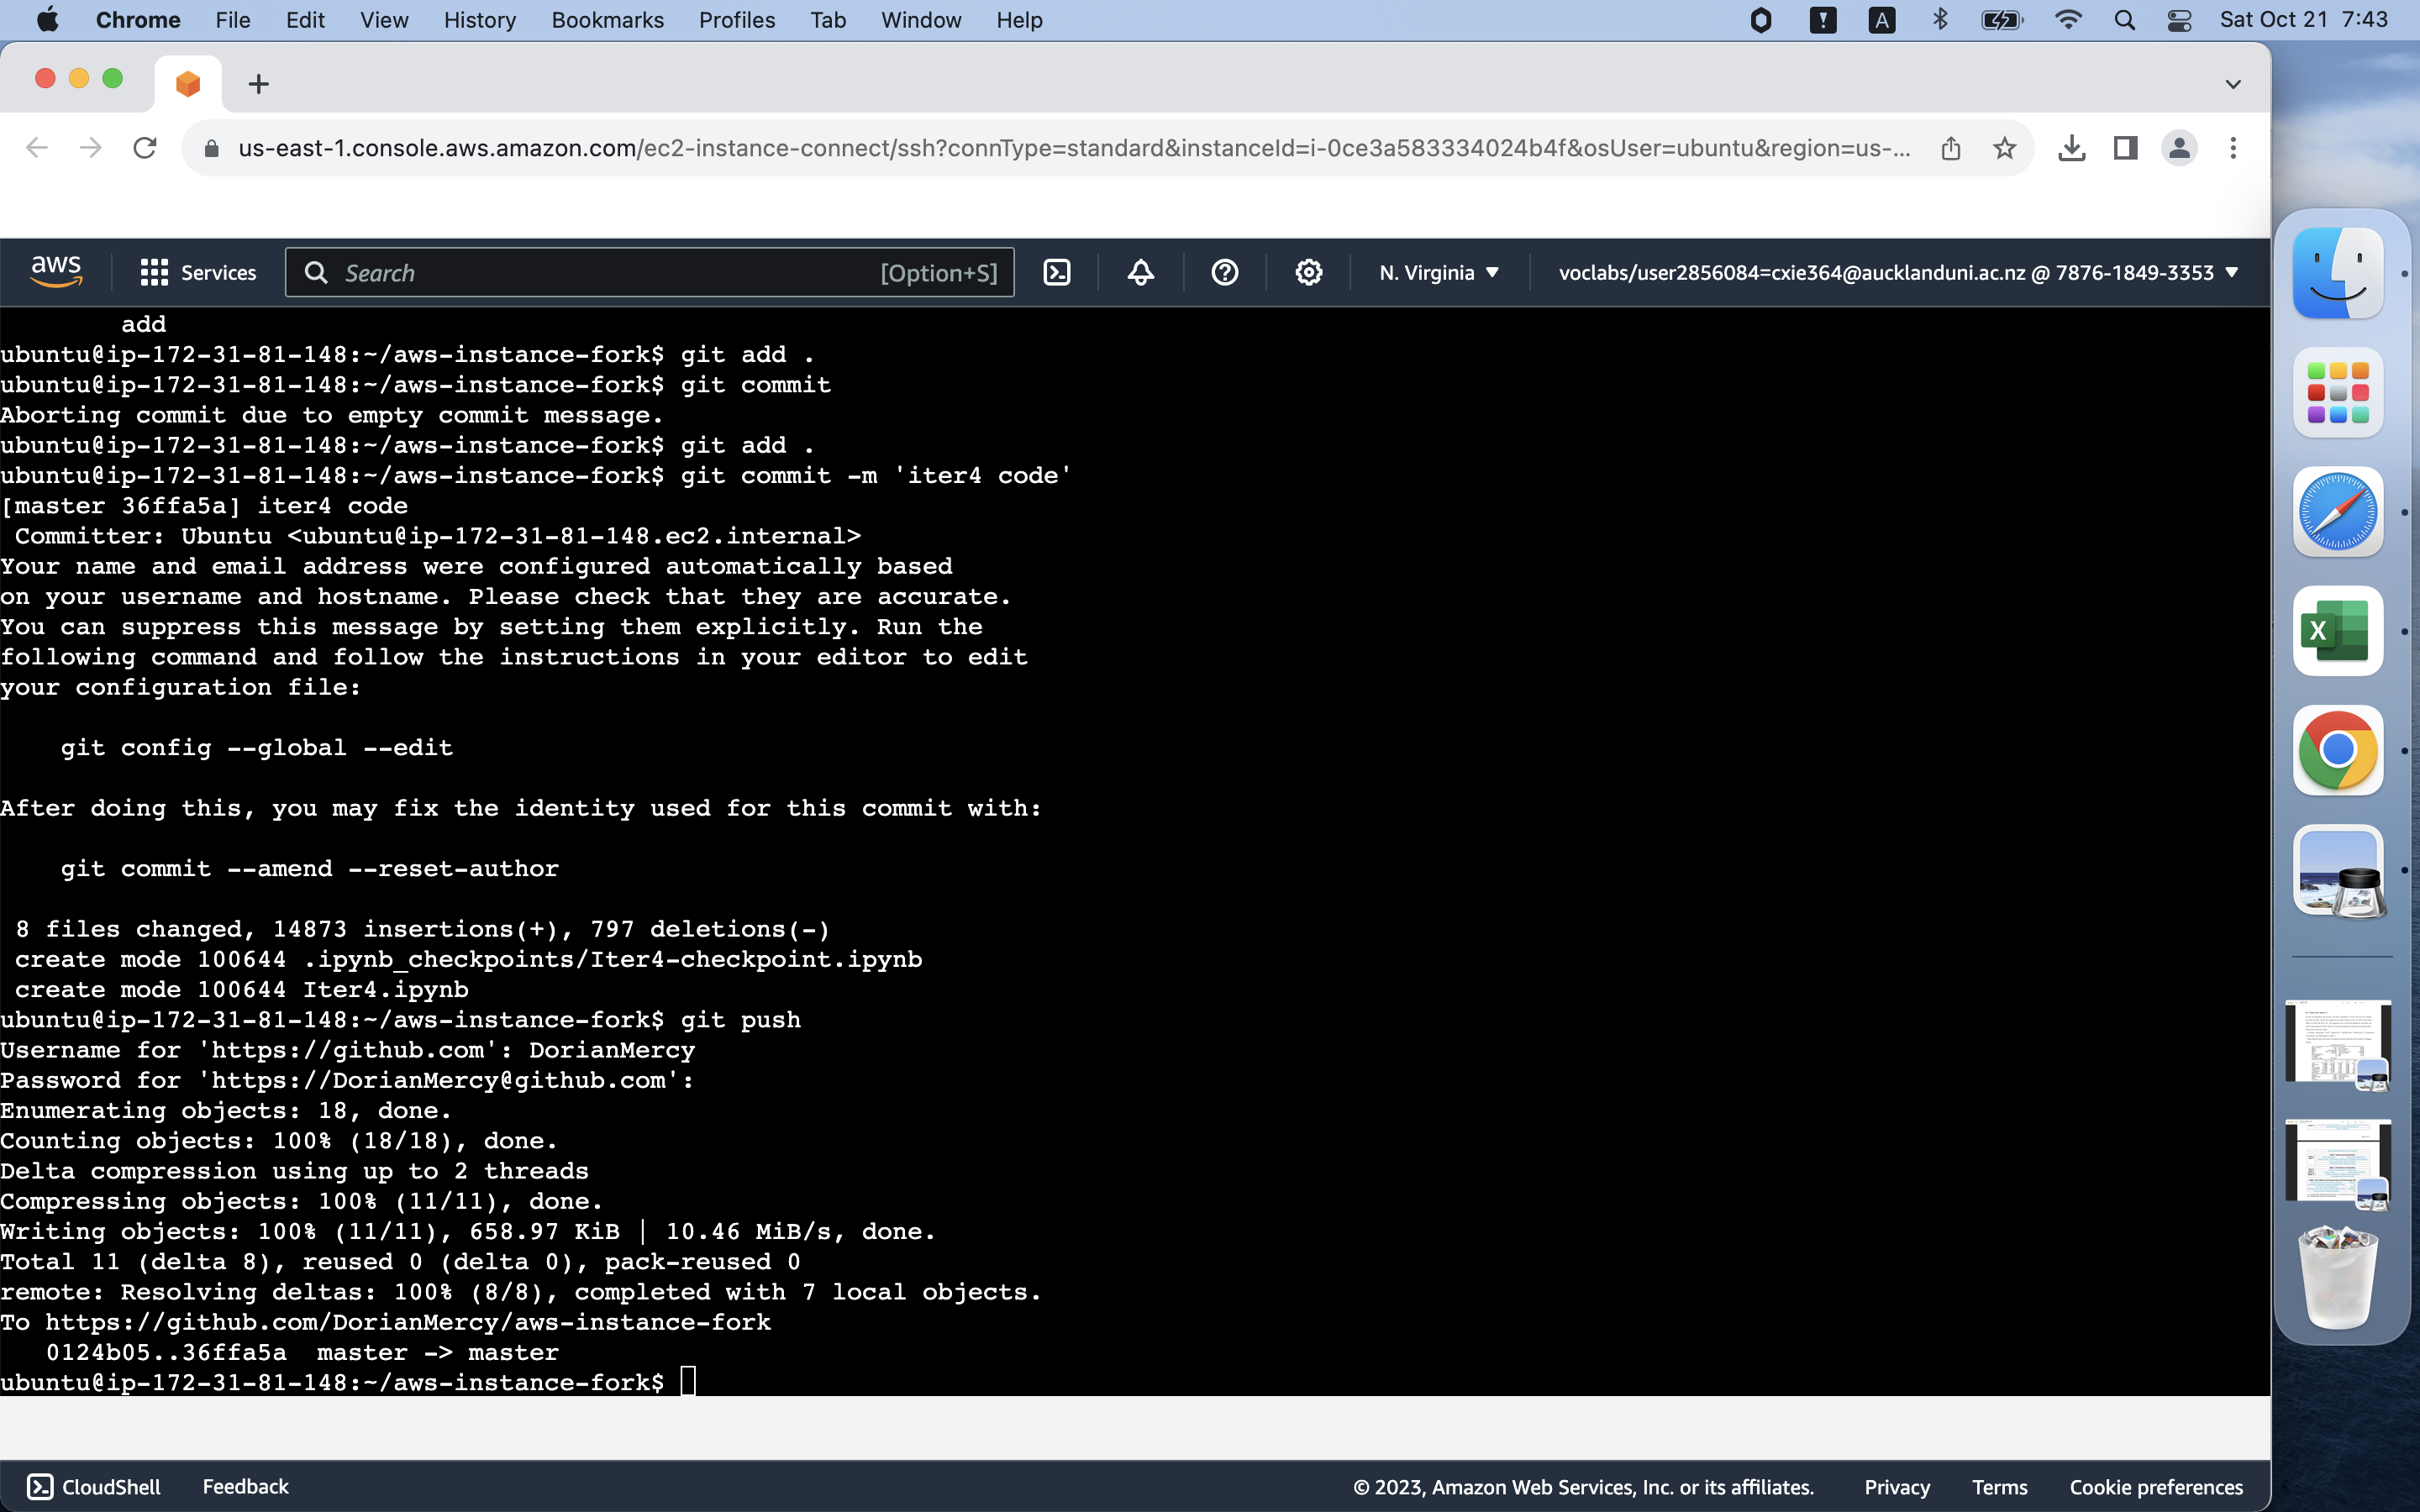 Chrome File Edit View History Bookmarks Profiles Tab Window Help A Sat Oct 21 7:43
us-east-1.console.aws.amazon.com/ec2-instance-connect/ssh?connType=standard&instanceId=i-0ce3a583334024b4f&osUser=ubuntu&region=us-...
aws Services Search [Option+S] N. Virginia voclabs/user2856084=cxie364@aucklanduni.ac.nz @ 7876-1849-3353
add
ubuntu@ip-172-31-81-148:~/aws-instance-fork$ git add .
ubuntu@ip-172-31-81-148:~/aws-instance-fork$ git commit
Aborting commit due to empty commit message.
ubuntu@ip-172-31-81-148:~/aws-instance-fork$ git add .
ubuntu@ip-172-31-81-148:~/aws-instance-fork$ git commit -m 'iter4 code'
[master 36ffa5a] iter4 code
Committer: Ubuntu <ubuntu@ip-172-31-81-148.ec2.internal>
Your name and email address were configured automatically based
on your username and hostname. Please check that they are accurate.
You can suppress this message by setting them explicitly. Run the
following command and follow the instructions in your editor to edit
your configuration file:
git config --global --edit
After doing this, you may fix the identity used for this commit with:
git commit --amend --reset-author
8 files changed, 14873 insertions(+), 797 deletions(-)
create mode 100644 .ipynb_checkpoints/Iter4-checkpoint.ipynb
create mode 100644 Iter4.ipynb
ubuntu@ip-172-31-81-148:~/aws-instance-fork$ git push
Username for 'https://github.com': DorianMercy
Password for 'https://DorianMercy@github.com':
Enumerating objects: 18, done.
Counting objects: 100% (18/18), done.
Delta compression using up to 2 threads
Compressing objects: 100% (11/11), done.
Writing objects: 100% (11/11), 658.97 KiB | 10.46 MiB/s, done.
Total 11 (delta 8), reused 0 (delta 0), pack-reused 0
remote: Resolving deltas: 100% (8/8), completed with 7 local objects.
To https://github.com/DorianMercy/aws-instance-fork
0124b05..36ffa5a master -> master
ubuntu@ip-172-31-81-148:~/aws-instance-fork$
X
CloudShell Feedback © 2023, Amazon Web Services, Inc. or its affiliates. Privacy Terms Cookie preferences